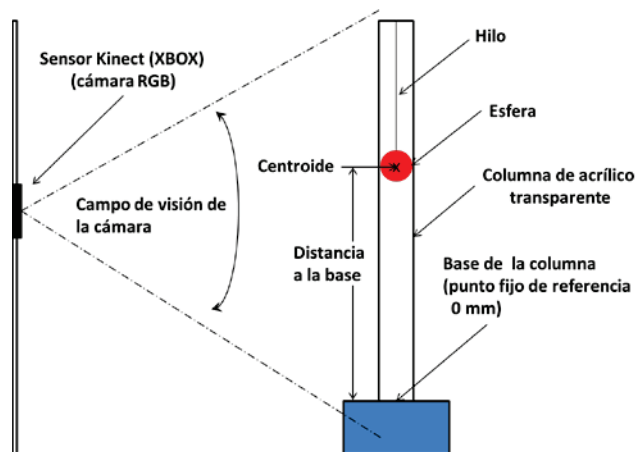 Sensor Kinect (XBOX)
(cámara RGB)
Campo de visión de
la cámara
Centroide
Distancia
a la base
Hilo
Esfera
Columna de acrílico
transparente
Base de la columna
(punto fijo de referencia
0 mm)